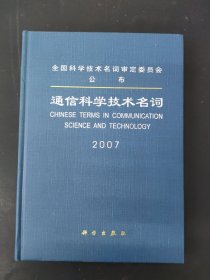 全国科学技术名词审定委员会
公布
通信科学技术名词
CHINESE TERMS IN COMMUNICATION
SCIENCE AND TECHNOLOGY
2007
科学出版社